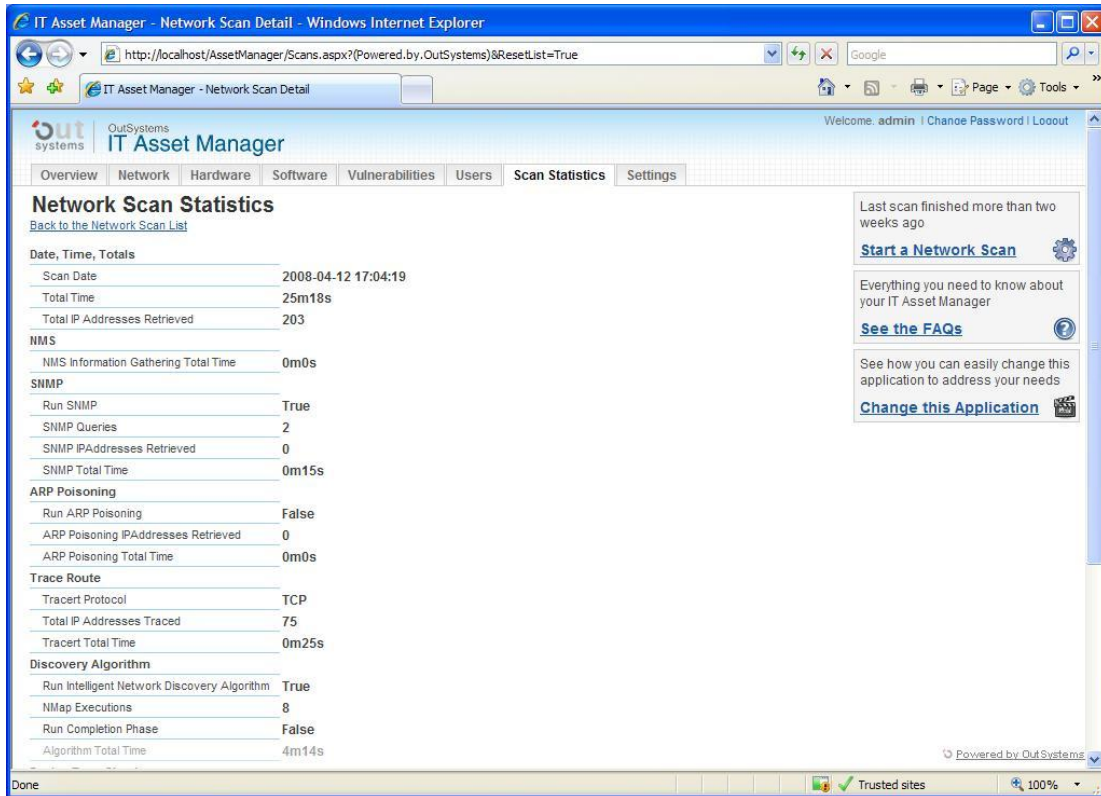 IT Asset Manager - Network Scan Detail - Windows Internet Explorer
http://localhost/AssetManager/Scans.aspx?(Powered.by.OutSystems)&ResetList=True
Google
IT Asset Manager - Network Scan Detail
Page
Tools
Welcome, admin | Change Password | Logout
out systems
OutSystems
IT Asset Manager
Overview Network Hardware Software Vulnerabilities Users Scan Statistics Settings
Network Scan Statistics
Back to the Network Scan List
Date, Time, Totals
Scan Date 2008-04-12 17:04:19
Total Time 25m18s
Total IP Addresses Retrieved 203
NMS
NMS Information Gathering Total Time 0m0s
SNMP
Run SNMP True
SNMP Queries 2
SNMP IPAddresses Retrieved 0
SNMP Total Time 0m15s
ARP Poisoning
Run ARP Poisoning False
ARP Poisoning IPAddresses Retrieved 0
ARP Poisoning Total Time 0m0s
Trace Route
Tracert Protocol TCP
Total IP Addresses Traced 75
Tracert Total Time 0m25s
Discovery Algorithm
Run Intelligent Network Discovery Algorithm True
NMap Executions 8
Run Completion Phase False
Algorithm Total Time 4m14s
Last scan finished more than two
weeks ago
Start a Network Scan
Everything you need to know about
your IT Asset Manager
See the FAQs
See how you can easily change this
application to address your needs
Change this Application
Powered by OutSystems
Done
Trusted sites
100%